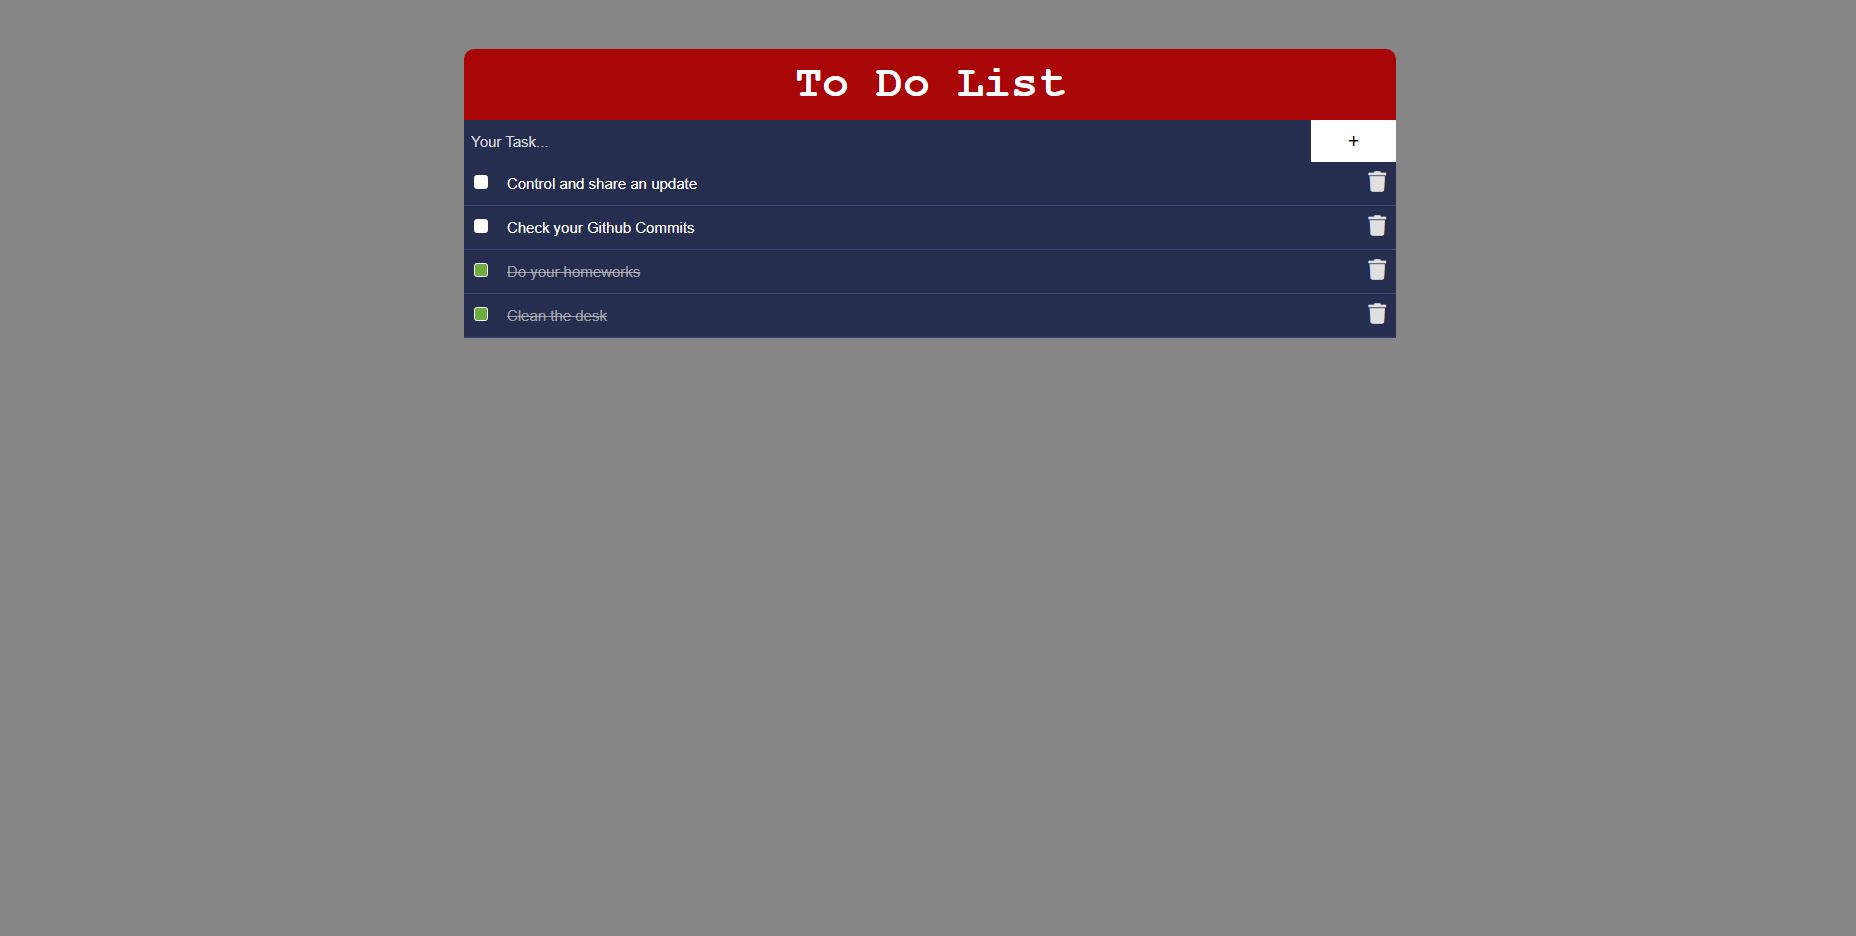 To Do List
Your Task...
+
Control and share an update
Check your Github Commits
Do your homeworks
Clean the desk